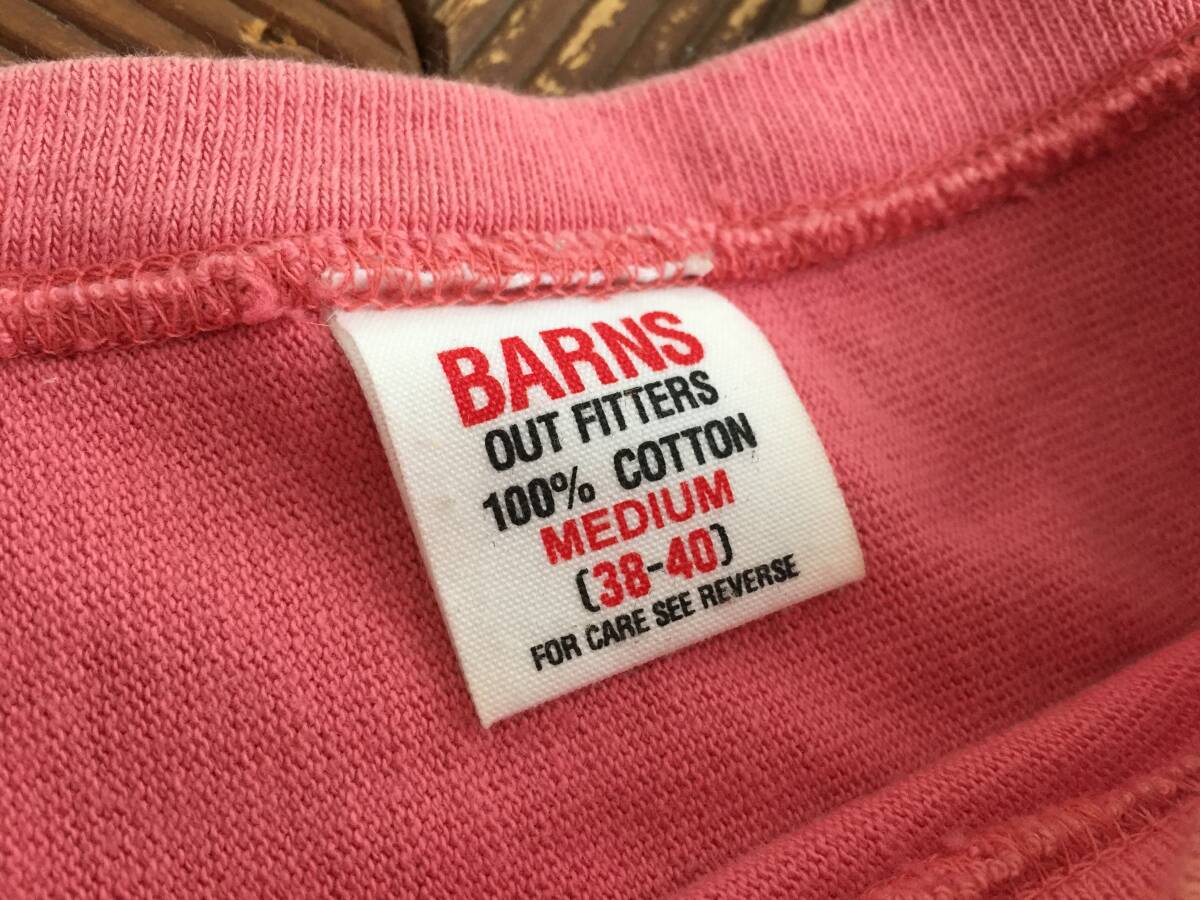 BARNS
OUT FITTERS
100% COTTON
MEDIUM
(38-40)
FOR CARE SEE REVERSE